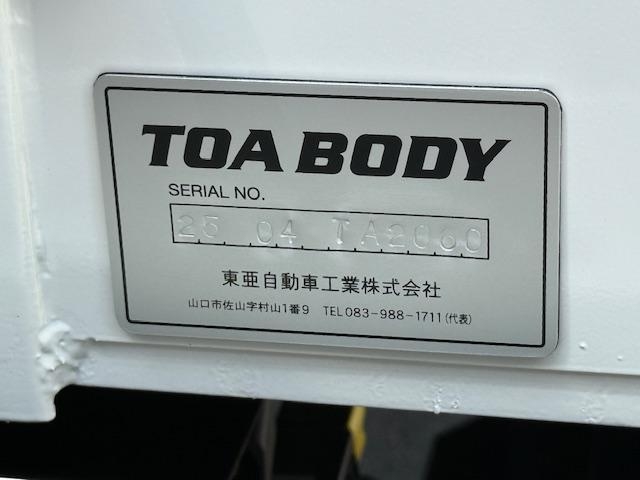 TOA BODY
SERIAL NO.
25 04 TA2060
東亜自動車工業株式会社
山口市佐山字村山1番9 TEL 083-988-1711(代表)